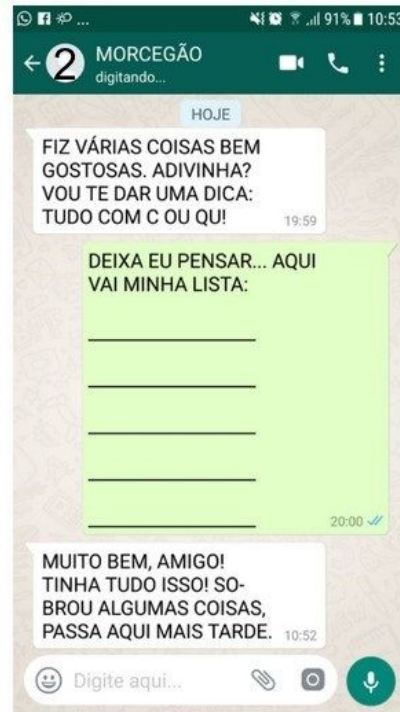 ... 91% 10:53
2 MORCEGÃO
digitando...
HOJE
FIZ VÁRIAS COISAS BEM
GOSTOSAS. ADIVINHA?
VOU TE DAR UMA DICA:
TUDO COM C OU QU!
19:59
DEIXA EU PENSAR... AQUI
VAI MINHA LISTA:
20:00
MUITO BEM, AMIGO!
TINHA TUDO ISSO! SO-
BROU ALGUMAS COISAS,
PASSA AQUI MAIS TARDE. 10:52
Digite aqui...